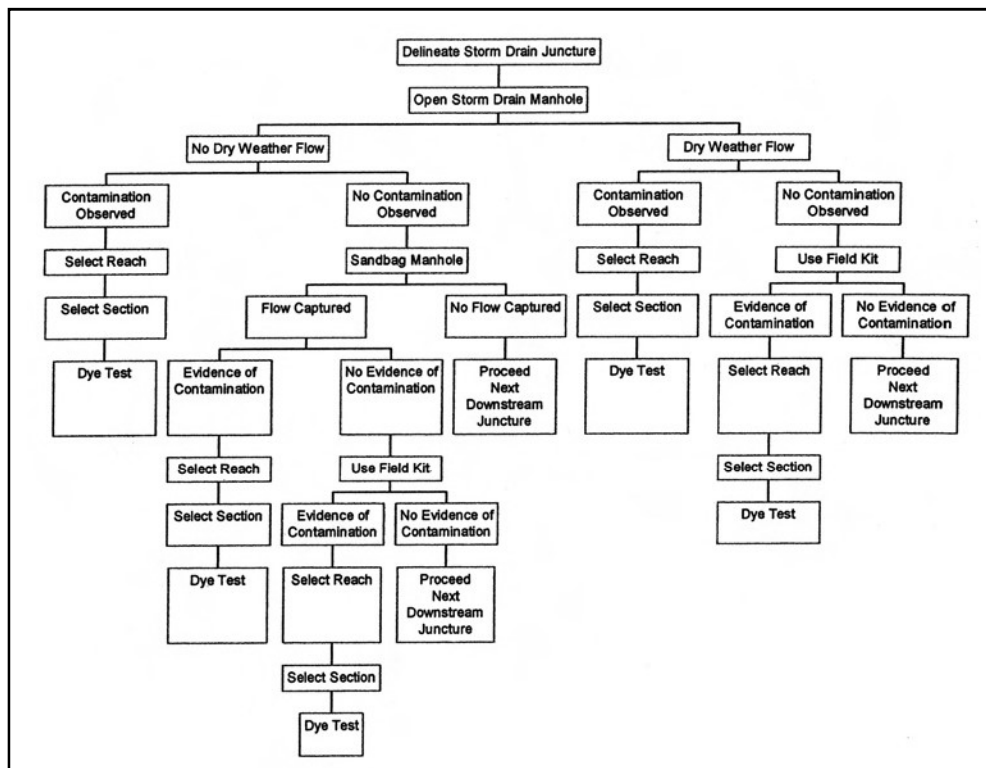 Delineate Storm Drain Juncture
Open Storm Drain Manhole
No Dry Weather Flow
Dry Weather Flow
Contamination
Observed
No Contamination
Observed
Contamination
Observed
No Contamination
Observed
Select Reach
Sandbag Manhole
Select Reach
Use Field Kit
Select Section
Flow Captured
No Flow Captured
Select Section
Evidence of
Contamination
No Evidence of
Contamination
Dye Test
Evidence of
Contamination
No Evidence of
Contamination
Proceed
Next
Downstream
Juncture
Dye Test
Select Reach
Proceed
Next
Downstream
Juncture
Select Reach
Use Field Kit
Select Section
Select Section
Evidence of
Contamination
No Evidence of
Contamination
Dye Test
Dye Test
Select Reach
Proceed
Next
Downstream
Juncture
Select Section
Dye Test